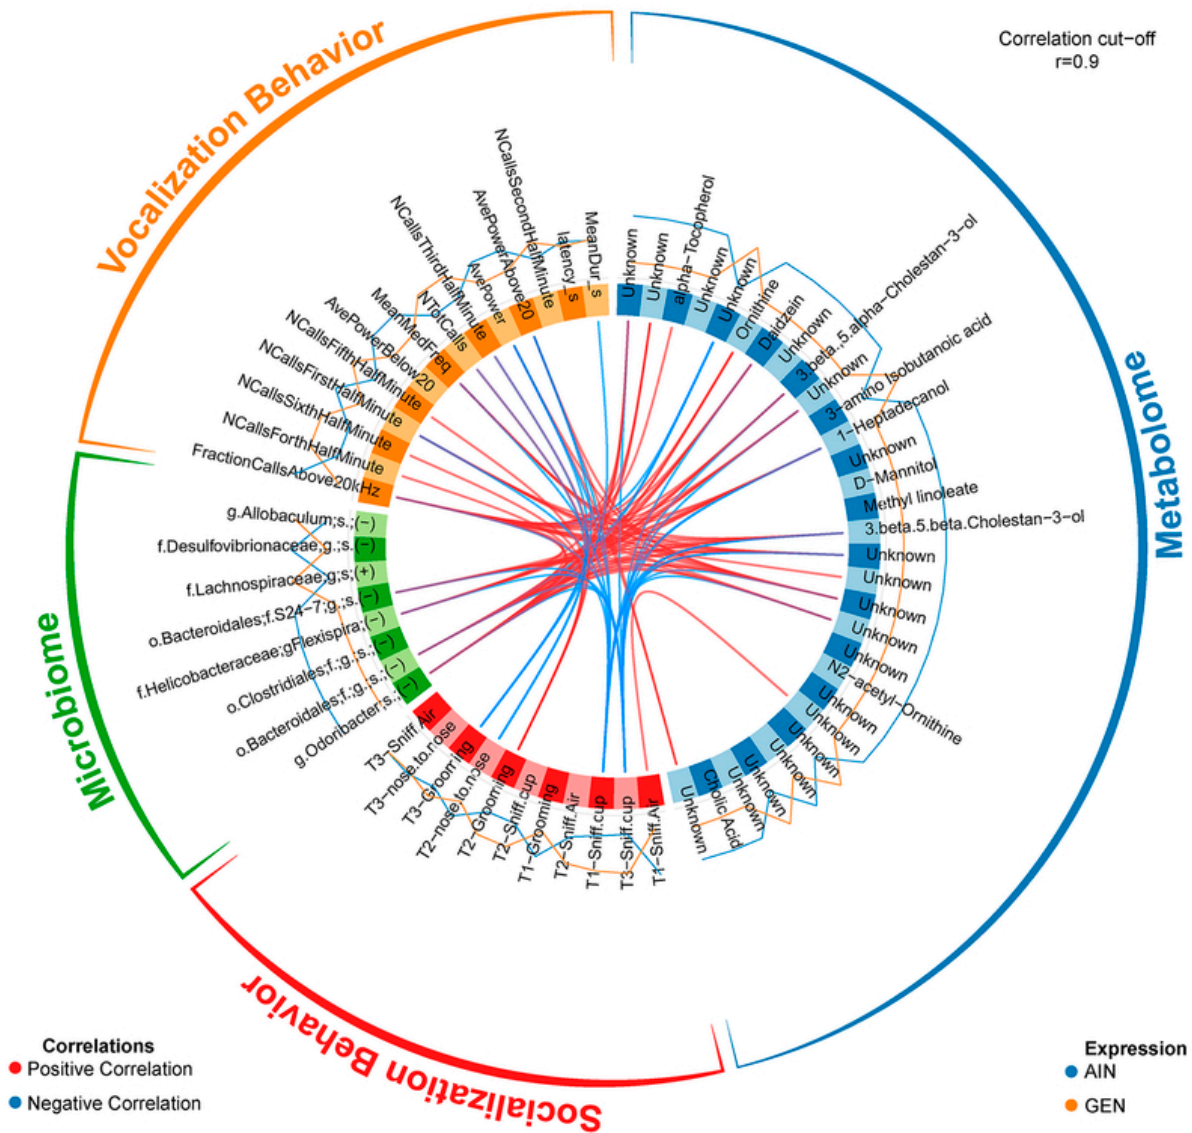 Correlation cut-off
r=0.9
Vocalization Behavior
Metabolome
Microbiome
Socialization Behavior
MeanDur_s
latency_s
NCallsSecondHalfMinute
AvePowerAbove20
AvePower
NCallsThirdHalfMinute
NTotCalls
MeanMedFreq
AvePowerBelow20
NCallsFifthHalfMinute
NCallsFirstHalfMinute
NCallsSixthHalfMinute
NCallsForthHalfMinute
FractionCallsAbove20kHz
g.Allobaculum;s.;(-)
f.Desulfovibrionaceae;g.;s.(-)
f.Lachnospiraceae;g;s;(+)
o.Bacteroidales;f.S24-7;g.;s.(-)
f.Helicobacteraceae;gFlexispira;(-)
o.Clostridiales;f.;g.;s.;(-)
o.Bacteroidales;f.;g.;s.;(-)
g.Odoribacter;s.;(-)
T3-Sniff.Air
T3-nose.to.nose
T3-Grooming
T2-nose.to.nose
T2-Grooming
T2-Sniff.cup
T1-Grooming
T2-Sniff.Air
T1-Sniff.cup
T3-Sniff.cup
T1-Sniff.Air
Unknown
Unknown
alpha-Tocopherol
Unknown
Unknown
Ornithine
Daidzein
Unknown
3.beta.,5.alpha-Cholestan-3-ol
Unknown
3-amino Isobutanoic acid
1-Heptadecanol
Unknown
D-Mannitol
Methyl linoleate
3.beta.5.beta.Cholestan-3-ol
Unknown
Unknown
Unknown
Unknown
Unknown
N2-acetyl-Ornithine
Unknown
Unknown
Unknown
Unknown
Unknown
Unknown
Cholic Acid
Unknown
Correlations
Positive Correlation
Negative Correlation
Expression
AIN
GEN